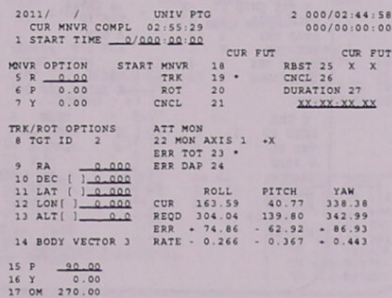 2011/   /   UNIV PTG   2 000/02:44:58
CUR MNVR COMPL 02:55:29   000/00:00:00
1 START TIME 0/000:00:00
CUR FUT   CUR FUT
MNVR OPTION   START MNVR 18   RBST 25 X X
5 R 0.00   TRK 19 *   CNCL 26
6 P 0.00   ROT 20   DURATION 27
7 Y 0.00   CNCL 21   XX:XX:XX.XX
TRK/ROT OPTIONS   ATT MON
8 TGT ID 2   22 MON AXIS 1 +X
ERR TOT 23 *
9 RA 0.000   ERR DAP 24
10 DEC [ ] 0.000
11 LAT [ ] 0.000   ROLL PITCH YAW
12 LON[ ] 0.000   CUR 163.59 40.77 338.38
13 ALT[ ] 0.0   REQD 304.04 139.80 342.99
ERR + 74.86 - 62.92 + 86.93
14 BODY VECTOR 3   RATE - 0.266 - 0.367 + 0.443
15 P 90.00
16 Y 0.00
17 OM 270.00